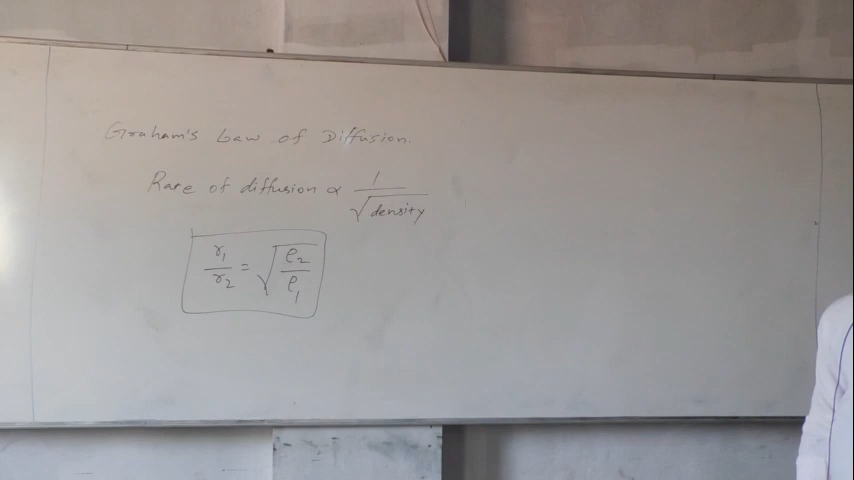 Graham's Law of Diffusion.
Rate of diffusion ∝ 1/√density
r₁/r₂ = √(ρ₂/ρ₁)